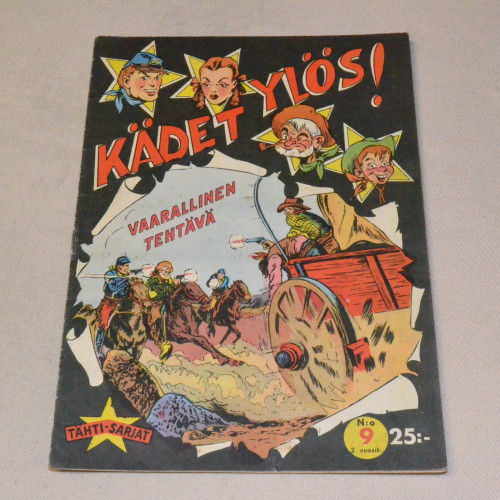 KÄDET YLÖS!
VAARALLINEN
TEHTÄVÄ
TÄHTI-SARJAT
N:o
9
2. vuosik.
25:-